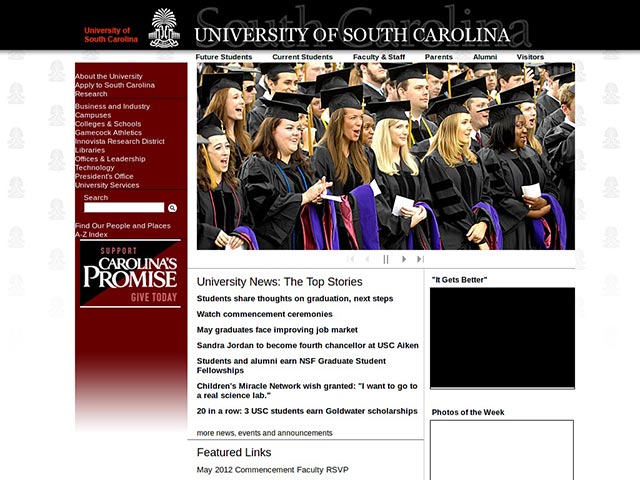 South Carolina
University of
South Carolina
UNIVERSITY OF SOUTH CAROLINA
Future Students Current Students Faculty & Staff Parents Alumni Visitors
About the University
Apply to South Carolina
Research
Business and Industry
Campuses
Colleges & Schools
Gamecock Athletics
Innovista Research District
Libraries
Offices & Leadership
Technology
President's Office
University Services
Search
Find Our People and Places
A-Z Index
SUPPORT
CAROLINA'S
PROMISE
GIVE TODAY
University News: The Top Stories
Students share thoughts on graduation, next steps
Watch commencement ceremonies
May graduates face improving job market
Sandra Jordan to become fourth chancellor at USC Aiken
Students and alumni earn NSF Graduate Student
Fellowships
Children's Miracle Network wish granted: "I want to go to
a real science lab."
20 in a row: 3 USC students earn Goldwater scholarships
more news, events and announcements
Featured Links
May 2012 Commencement Faculty RSVP
"It Gets Better"
Photos of the Week